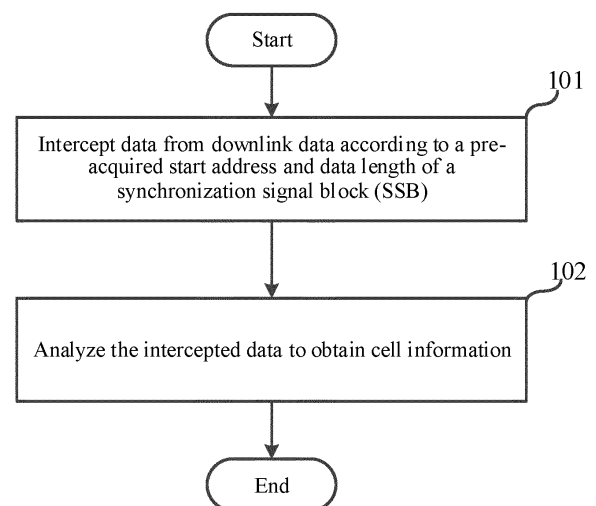 Start
101
Intercept data from downlink data according to a pre-
acquired start address and data length of a
synchronization signal block (SSB)
102
Analyze the intercepted data to obtain cell information
End